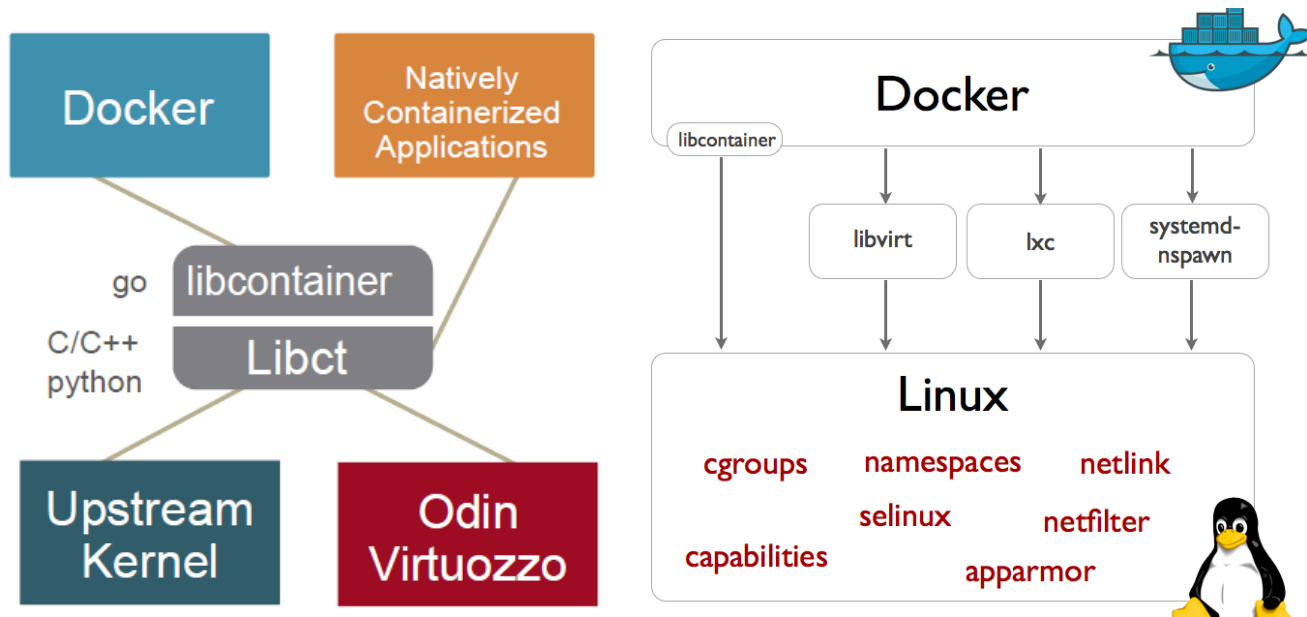 Docker
Natively
Containerized
Applications
go
libcontainer
C/C++
python
Libct
Upstream
Kernel
Odin
Virtuozzo
Docker
libcontainer
libvirt
lxc
systemd-
nspawn
Linux
cgroups
namespaces
netlink
selinux
netfilter
capabilities
apparmor